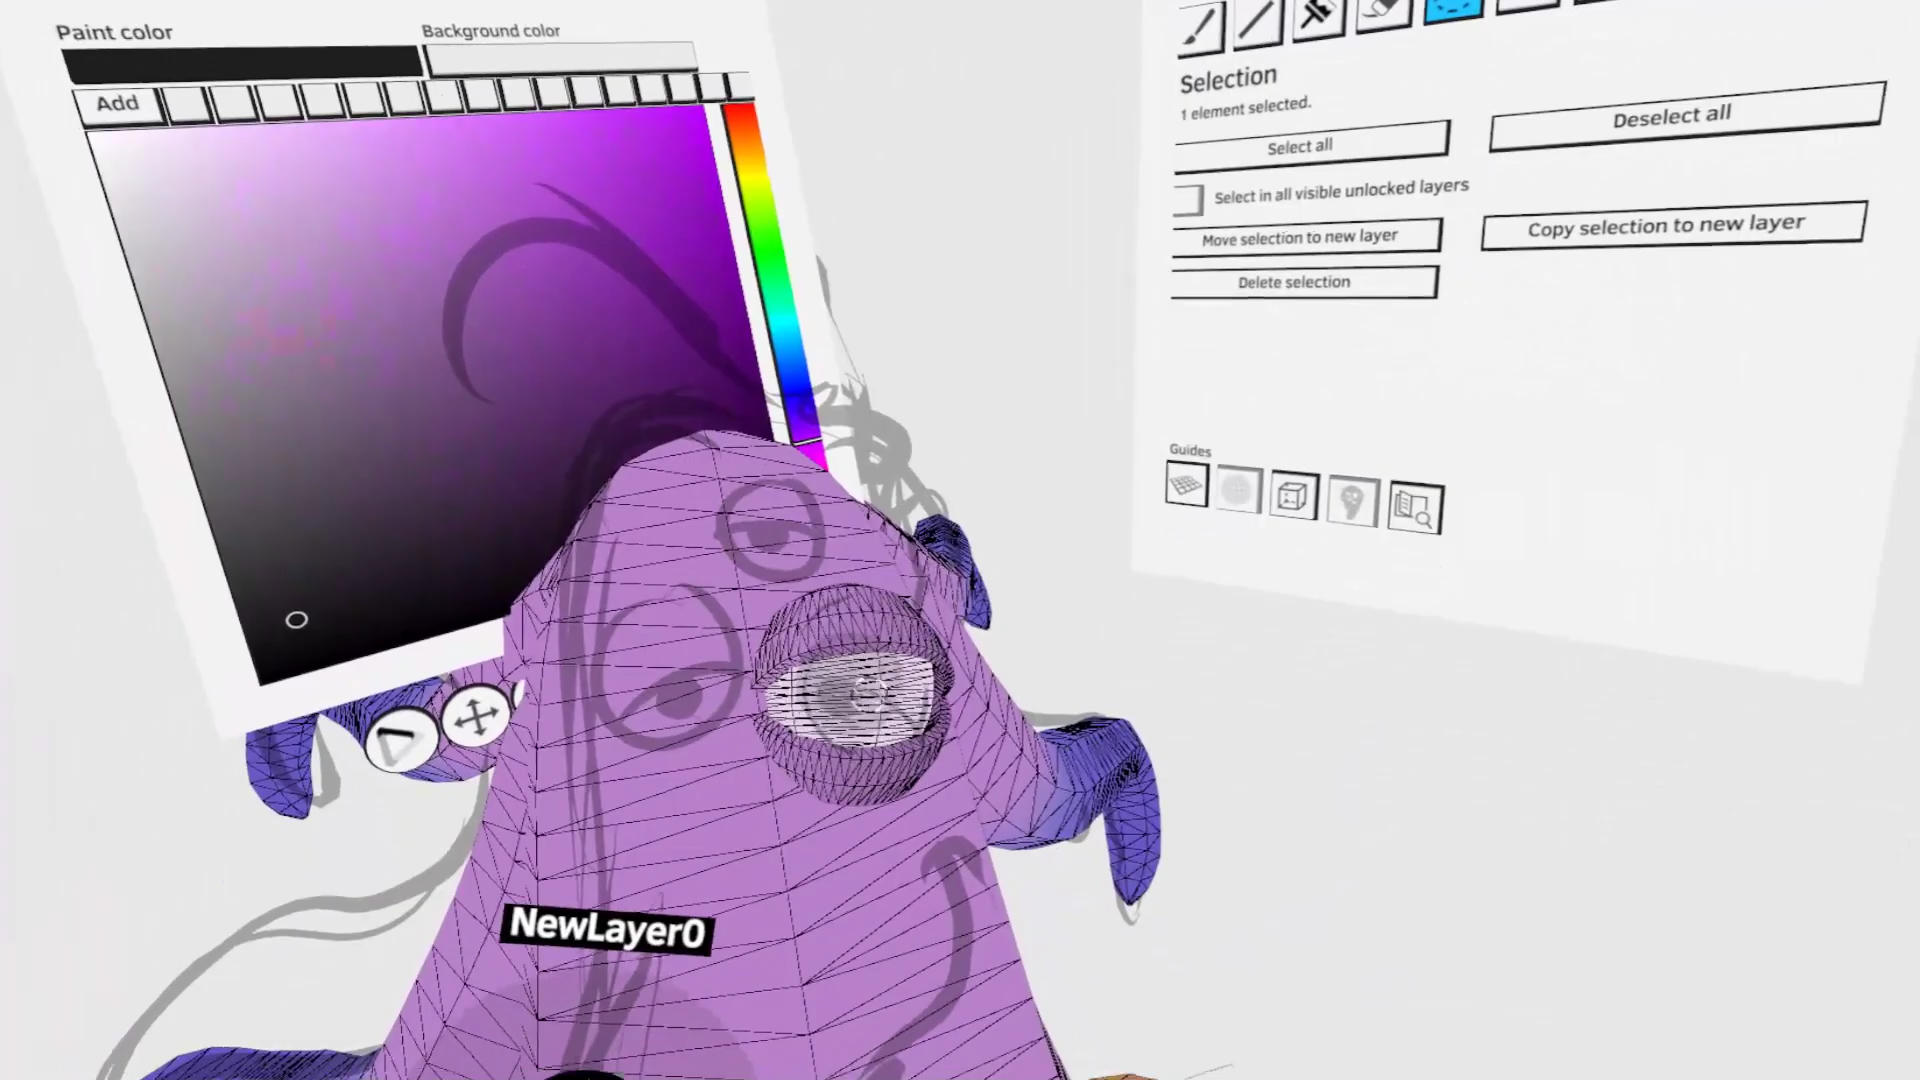 Paint color
Background color
Add
Selection
1 element selected.
Select all
Deselect all
Select in all visible unlocked layers
Move selection to new layer
Copy selection to new layer
Delete selection
Guides
NewLayer0